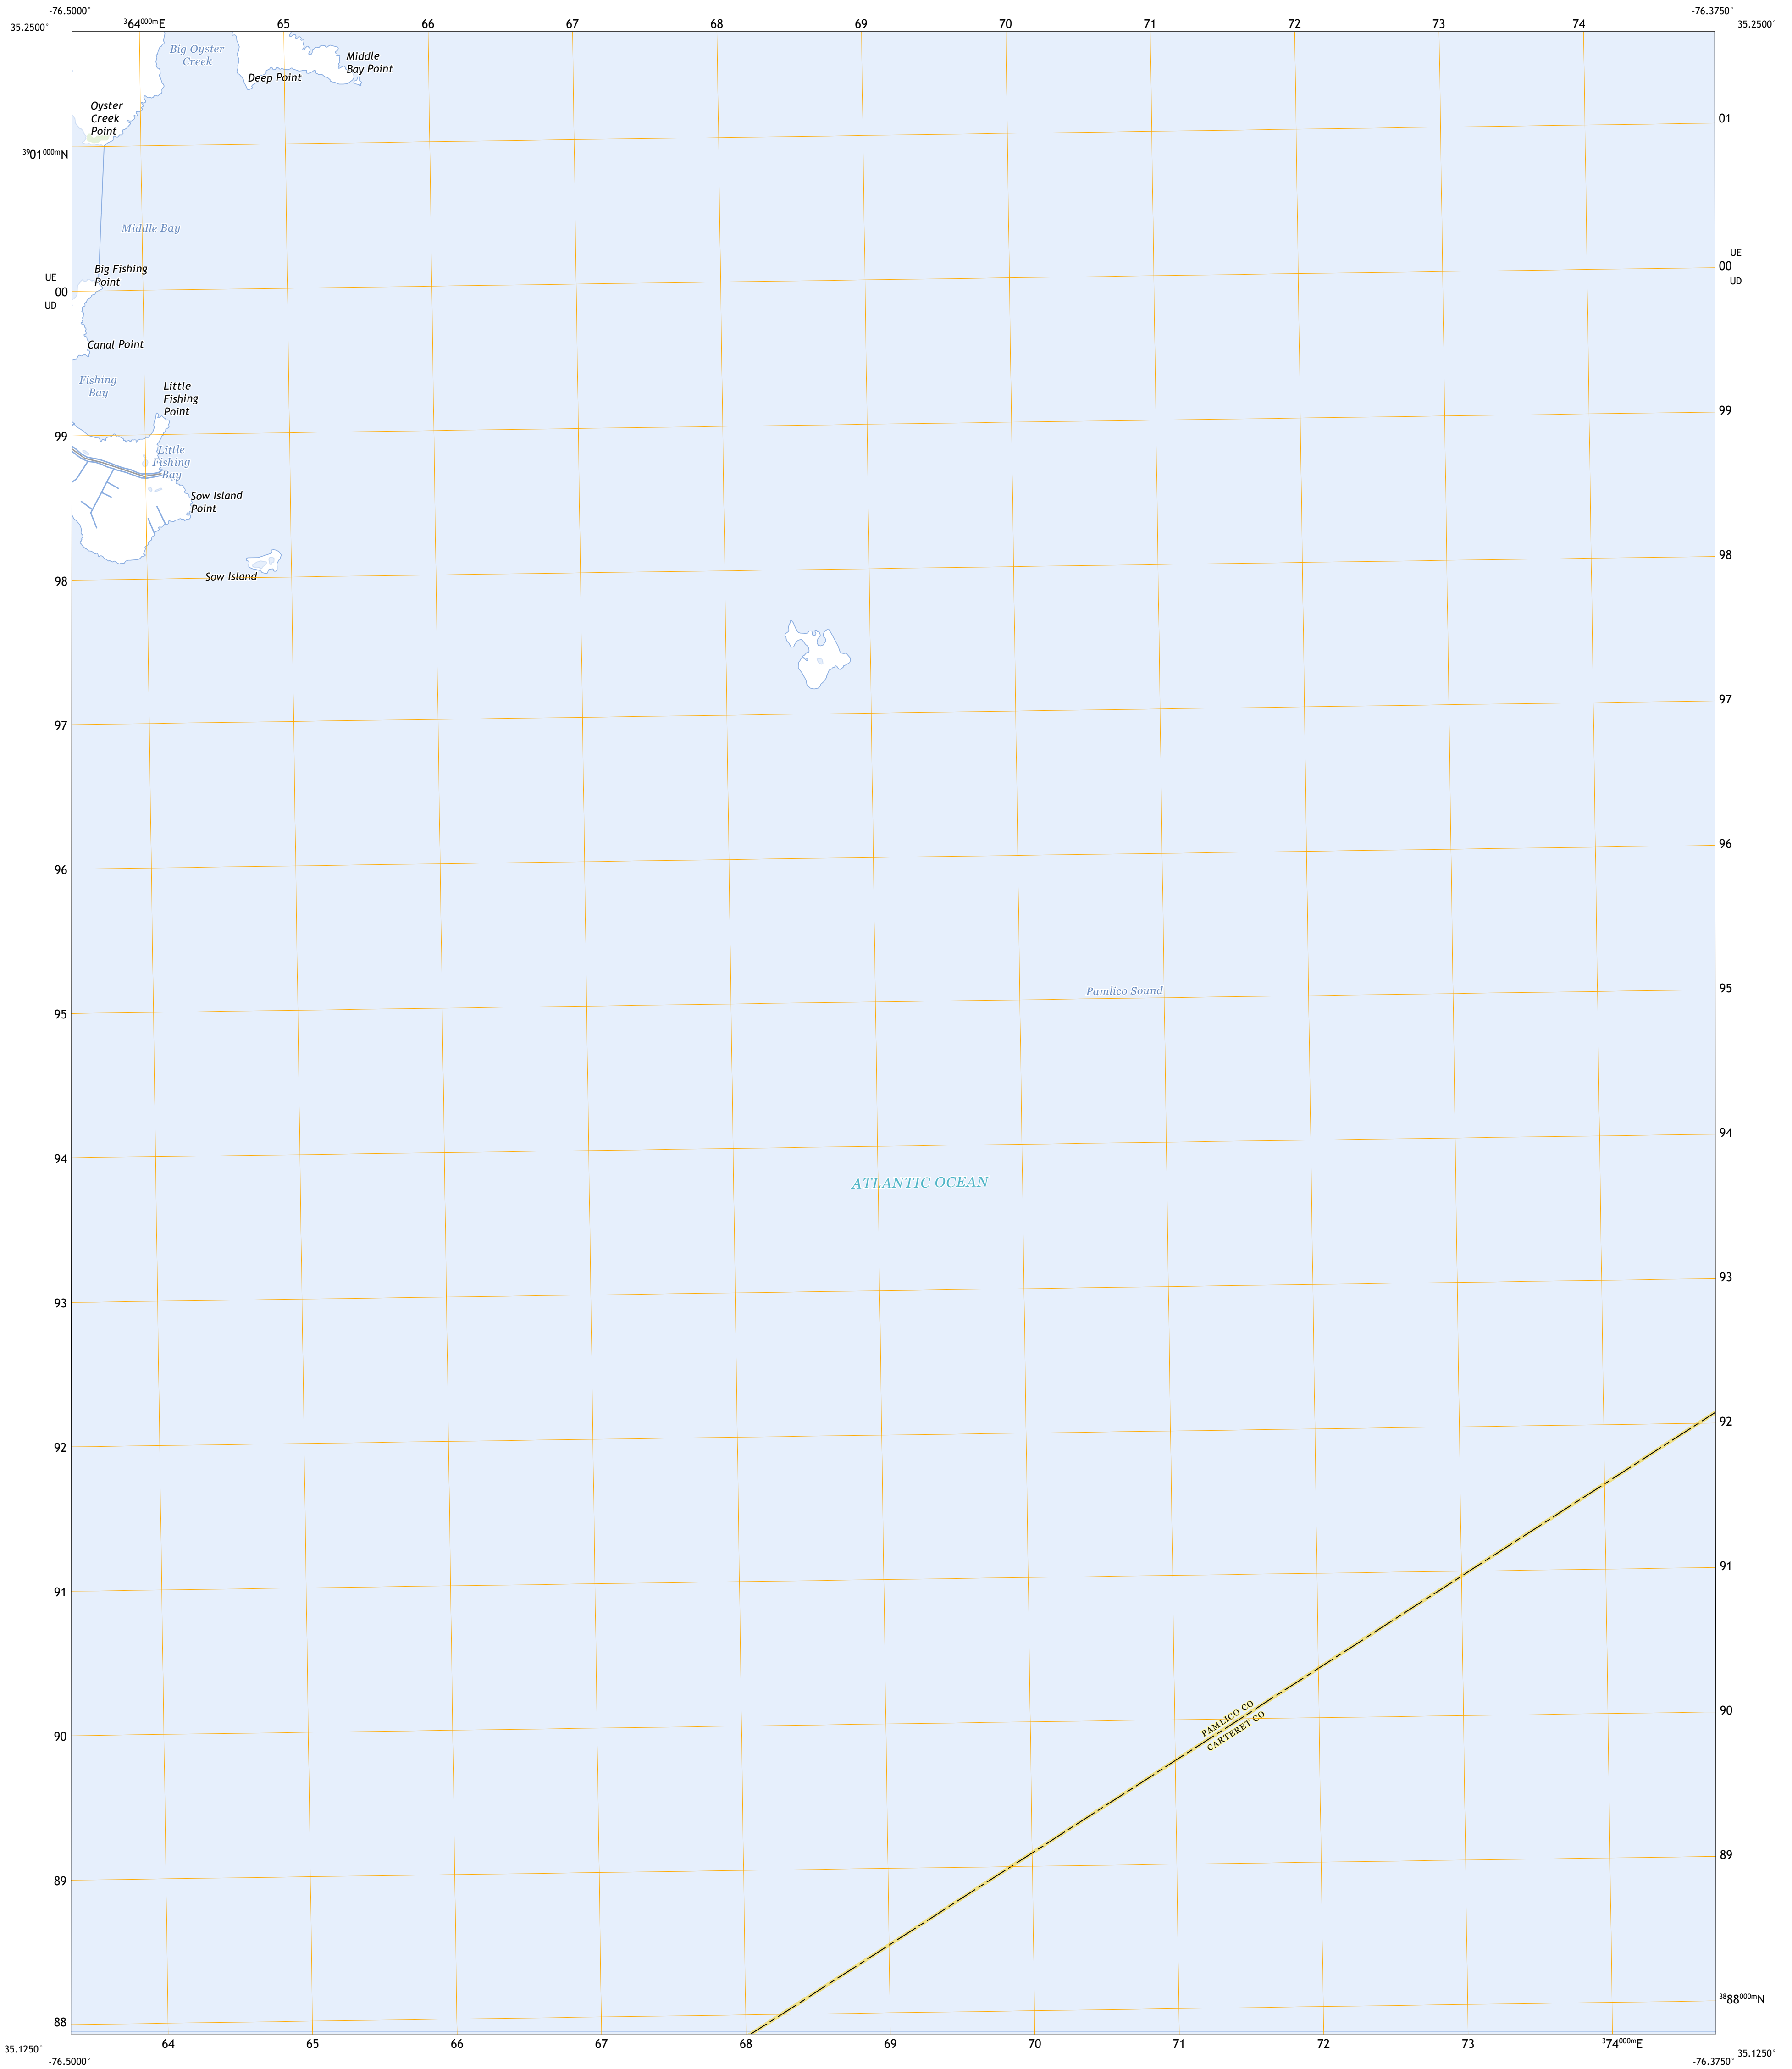 -76.5000°
-76.3750°
35.2500°
³64⁰⁰⁰ᵐE
65
66
67
68
69
70
71
72
73
74
35.2500°
Big Oyster
Creek
Deep Point
Middle
Bay Point
Oyster
Creek
Point
01
³⁹01⁰⁰⁰ᵐN
Middle Bay
Big Fishing
Point
UE
00
UD
UE
00
UD
Canal Point
Fishing
Bay
Little
Fishing
Point
99
99
Little
Fishing
Bay
Sow Island
Point
98
Sow Island
98
97
97
96
96
Pamlico Sound
95
95
94
94
ATLANTIC OCEAN
93
93
92
92
91
91
PAMLICO CO
CARTERET CO
90
90
89
89
88
³⁸88⁰⁰⁰ᵐN
64
65
66
67
68
69
70
71
72
73
³74⁰⁰⁰ᵐE
35.1250°
35.1250°
-76.5000°
-76.3750°